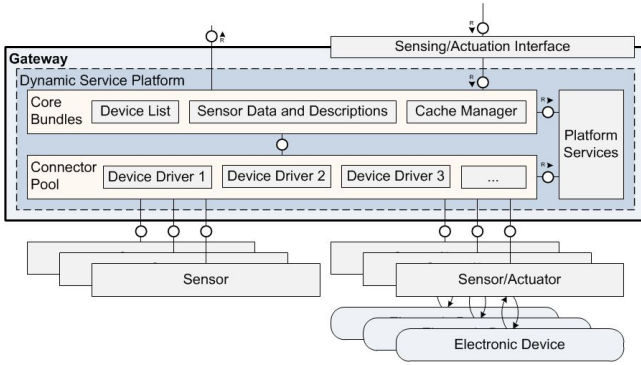 R
R
Sensing/Actuation Interface
Gateway
Dynamic Service Platform
R
Core Bundles
Device List
Sensor Data and Descriptions
Cache Manager
R
Platform Services
Connector Pool
Device Driver 1
Device Driver 2
Device Driver 3
...
R
Sensor
Sensor/Actuator
Electronic Device